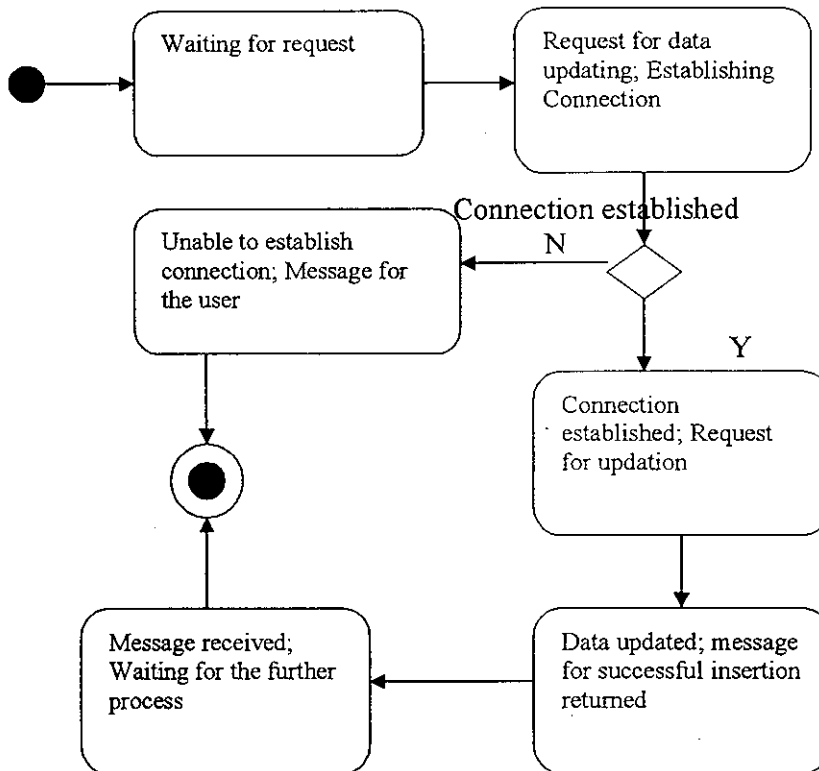 Waiting for request
Request for data
updating; Establishing
Connection
Connection established
N
Unable to establish
connection; Message for
the user
Y
Connection
established; Request
for updation
Message received;
Waiting for the further
process
Data updated; message
for successful insertion
returned